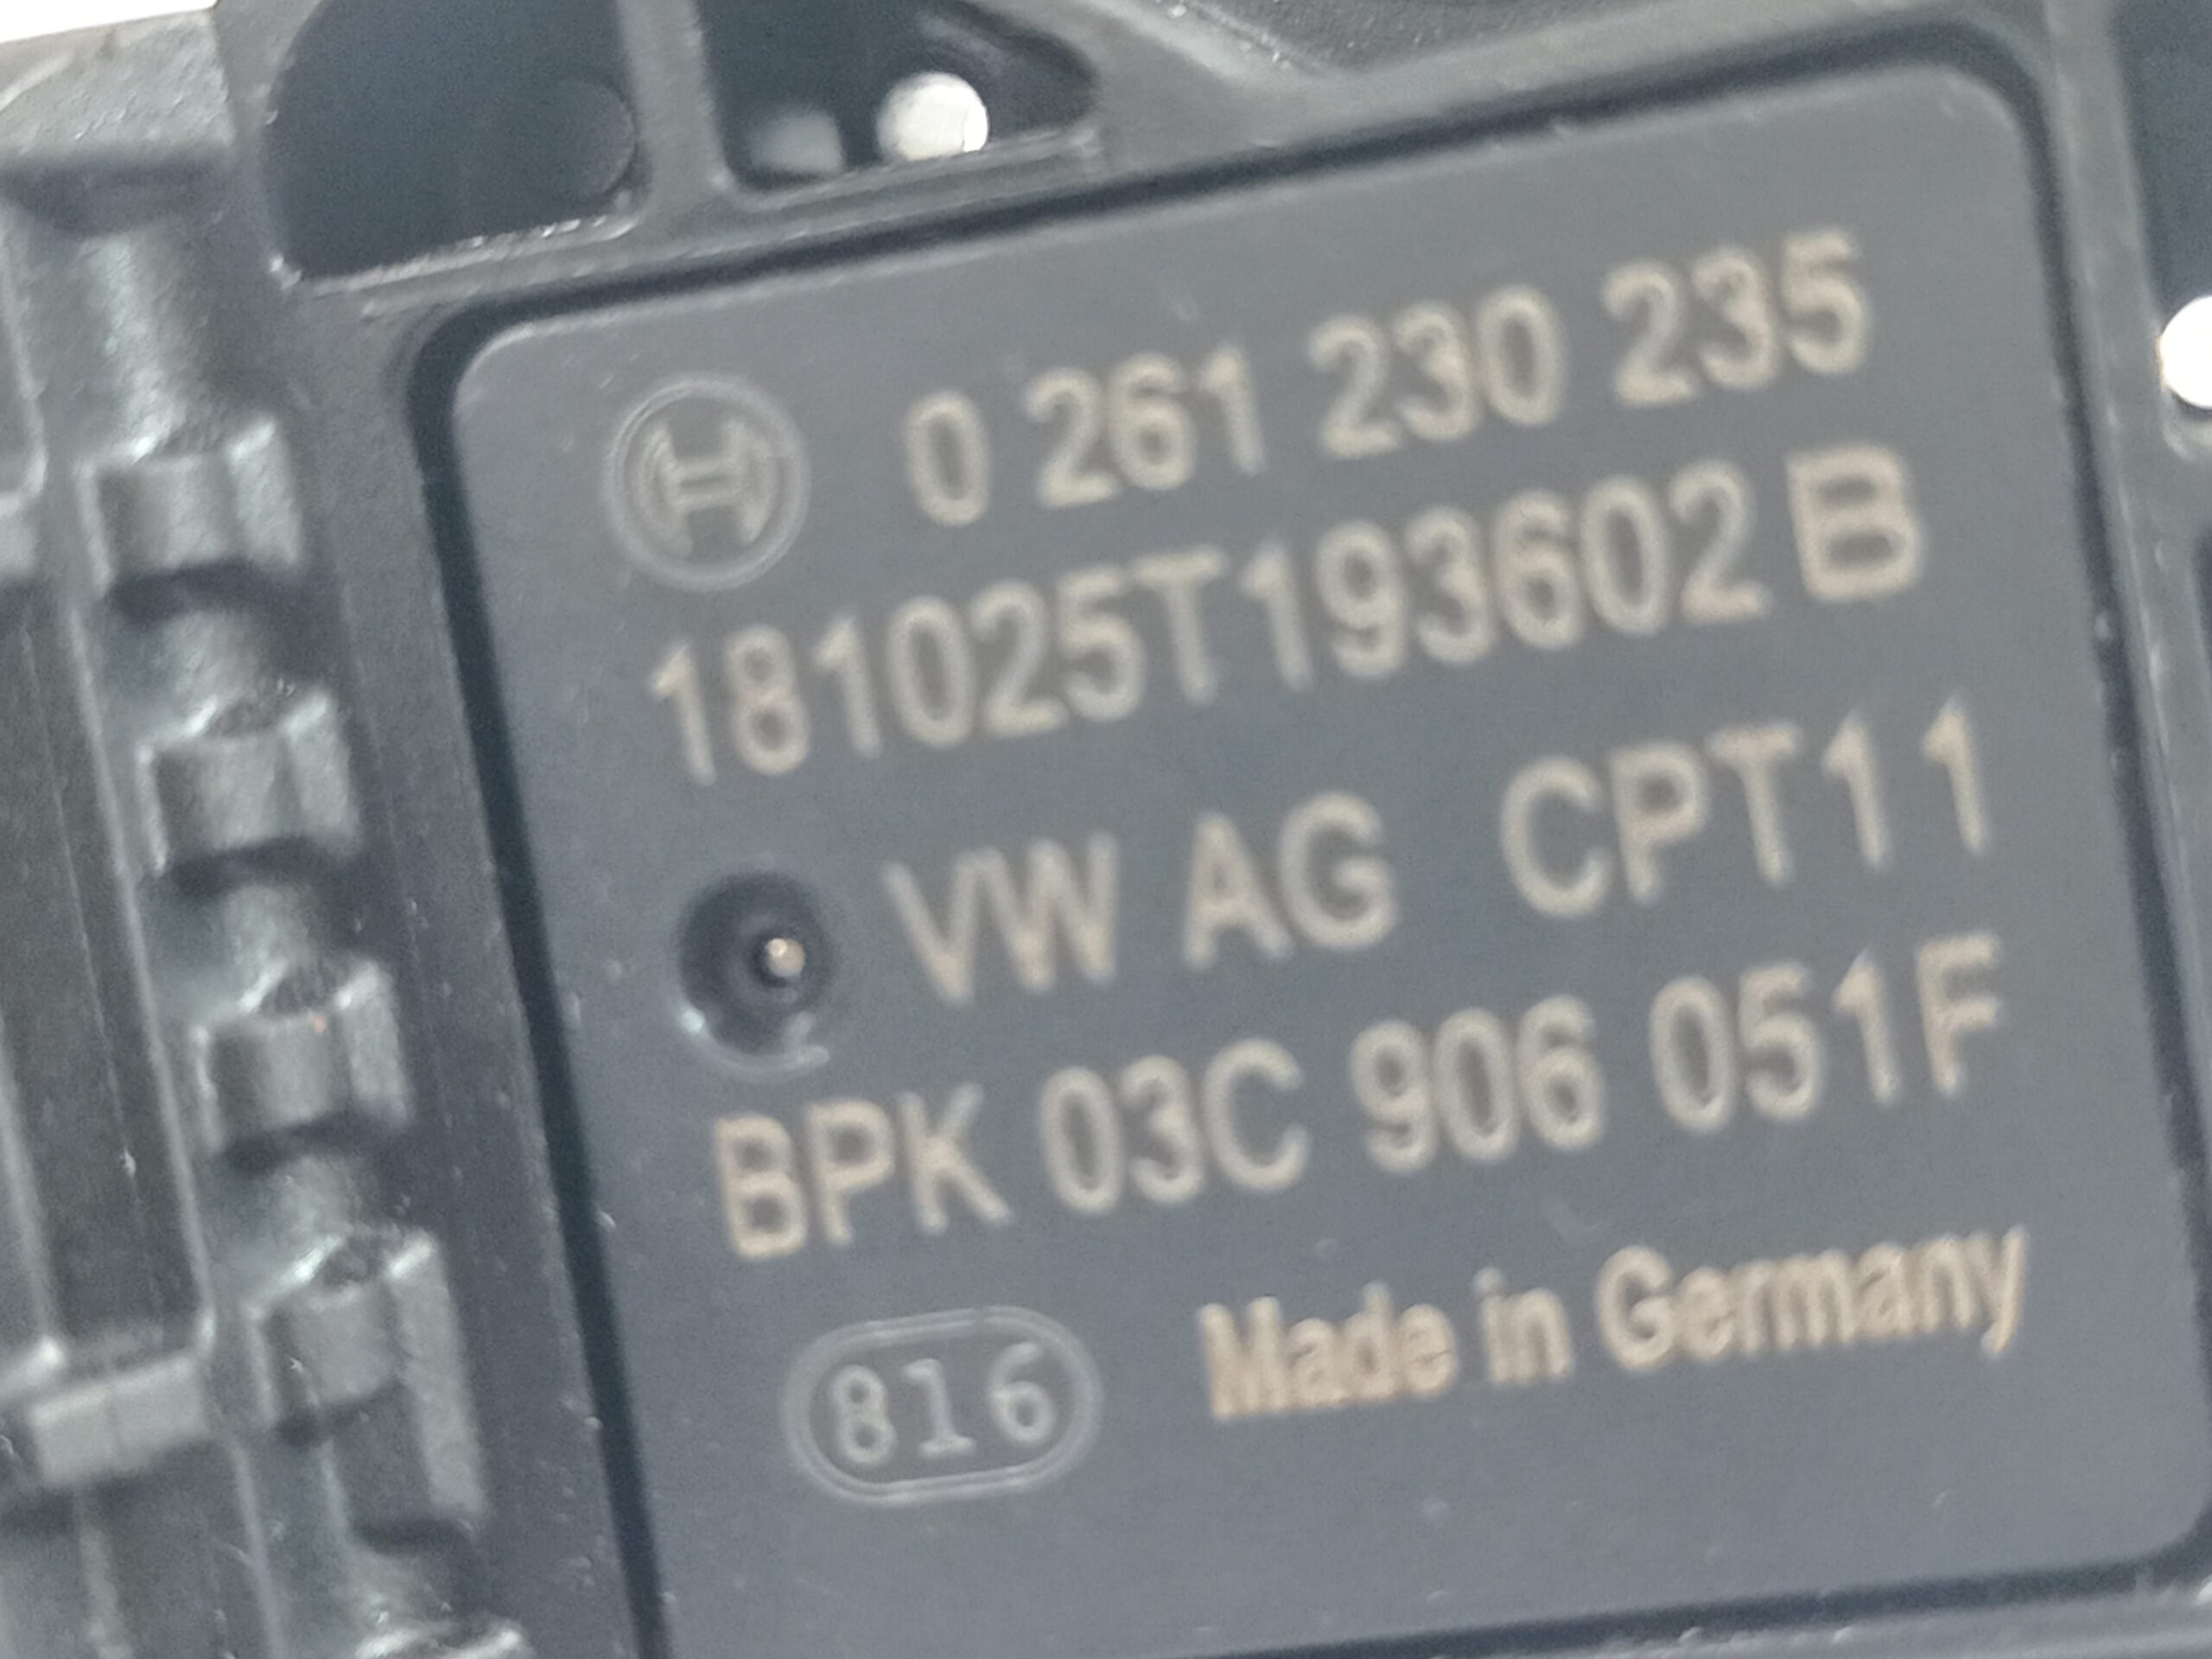 0 261 230 235
181025T193602 B
VW AG CPT11
BPK 03C 906 051F
816 Made in Germany